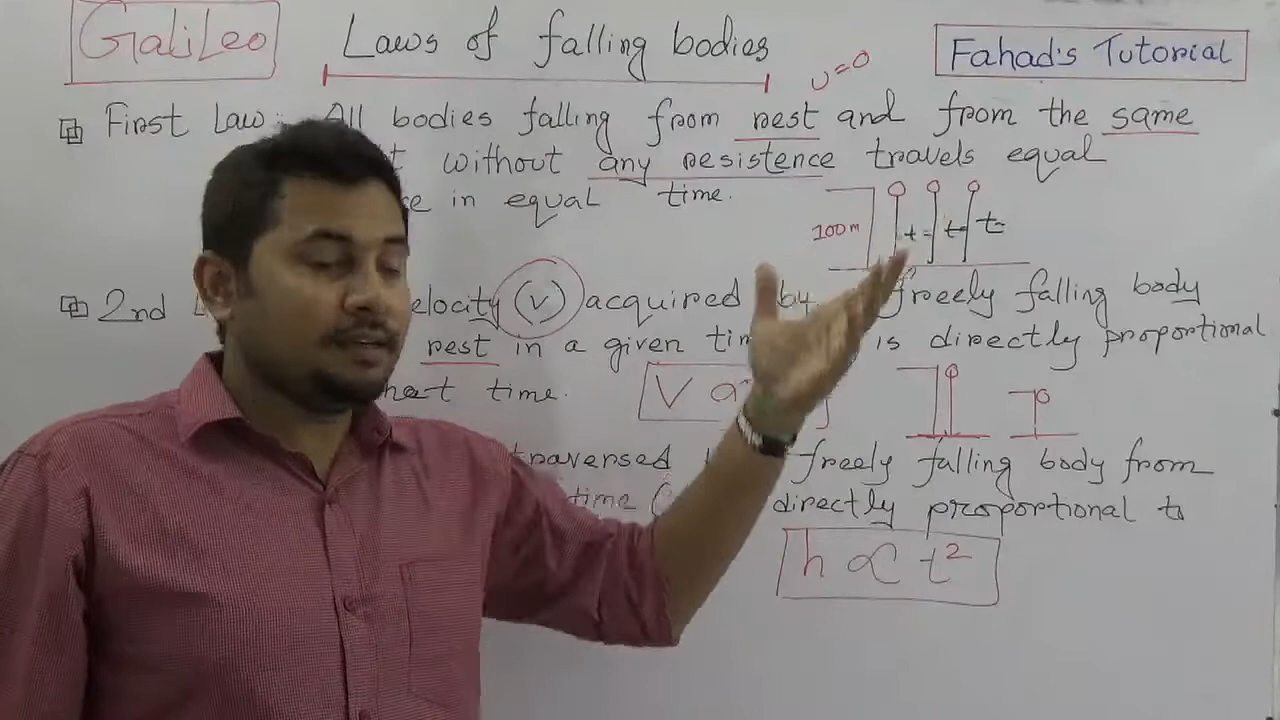 GaliLeo
Laws of falling bodies
Fahad's Tutorial
u=0
First Law: All bodies falling from rest and from the same
without any resistence travels equal
in equal time.
100m
t= t= t=
2nd
(v) acquired by freely falling body
rest in a given is directly proportional
time.
V
traversed freely falling body from
time directly proportional to
h ∝ t²